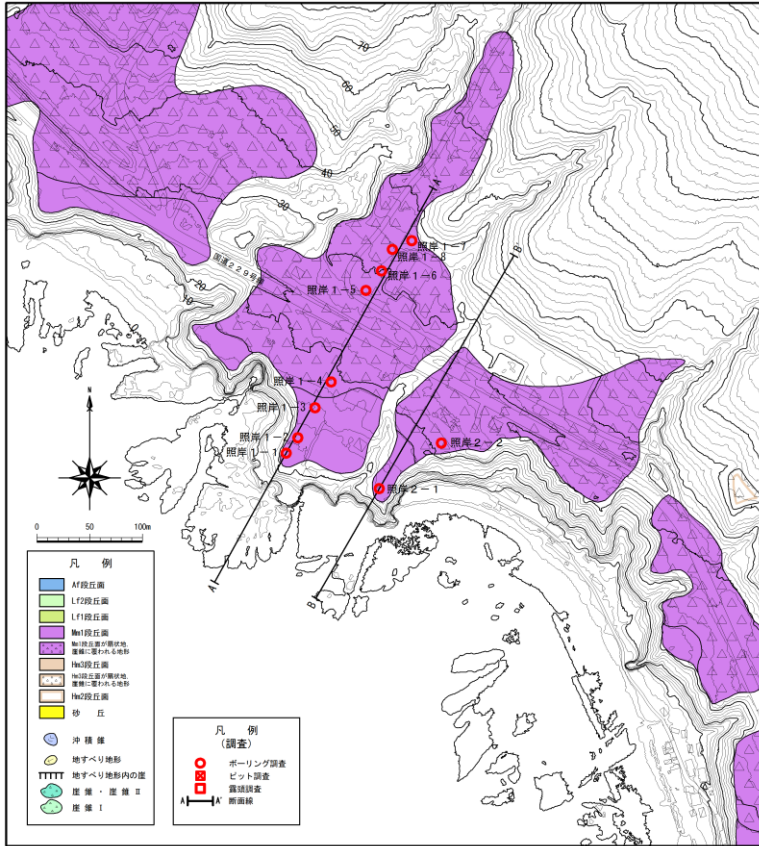 70
60
50
40
30
20
10
国道229号線
A'
B'
照岸1-7
照岸1-8
照岸1-6
照岸1-5
照岸1-4
照岸1-3
照岸1-2
照岸1-1
照岸2-2
照岸2-1
A
B
N
0 50 100m
凡 例
Af段丘面
Lf2段丘面
Lf1段丘面
Mm1段丘面
Mm1段丘面が扇状地,
崖錐に覆われる地形
Hm3段丘面
Hm3段丘面が扇状地,
崖錐に覆われる地形
Hm2段丘面
砂 丘
沖 積 錐
地すべり地形
地すべり地形内の崖
崖 錐 ・ 崖 錐 Ⅱ
崖 錐 Ⅰ
凡 例
(調査)
ボーリング調査
ピット調査
露頭調査
A A' 断面線